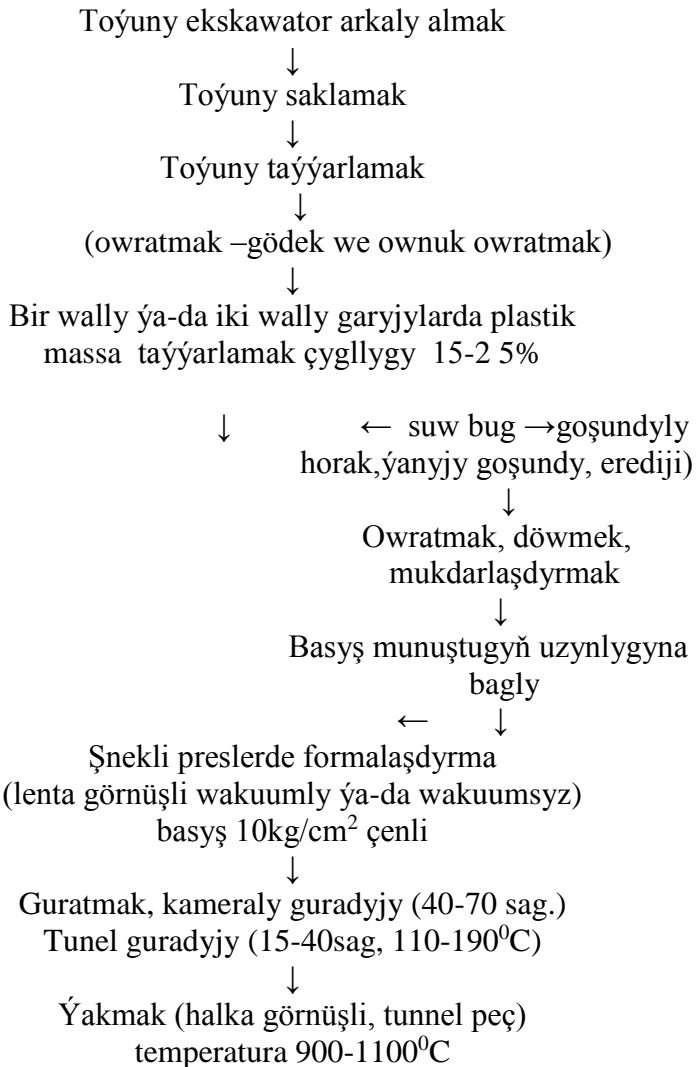 Toýuny ekskawator arkaly almak
↓
Toýuny saklamak
↓
Toýuny taýýarlamak
↓
(owratmak –gödek we ownuk owratmak)
↓
Bir wally ýa-da iki wally garyjylarda plastik
massa taýýarlamak çygllygy 15-2 5%
↓ ← suw bug →goşundyly
horak,ýanyjy goşundy, erediji)
↓
Owratmak, döwmek,
mukdarlaşdyrmak
↓
Basyş munuştugyň uzynlygyna
bagly
← ↓
Şnekli preslerde formalaşdyrma
(lenta görnüşli wakuumly ýa-da wakuumsyz)
basyş 10kg/cm² çenli
↓
Guratmak, kameraly guradyjy (40-70 sag.)
Tunel guradyjy (15-40sag, 110-190⁰C)
↓
Ýakmak (halka görnüşli, tunnel peç)
temperatura 900-1100⁰C